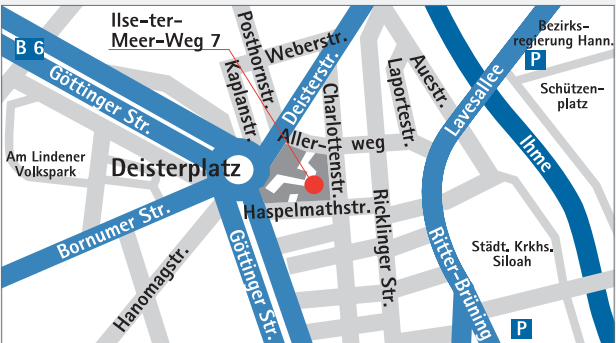 Ilse-ter-
Meer-Weg 7
B 6
Göttinger Str.
Posthornstr.
Weberstr.
Kaplanstr.
Deisterstr.
Charlottenstr.
Laportestr.
Auestr.
Lavesallee
Bezirks-
regierung Hann.
P
Schützen-
platz
Ihme
Aller- weg
Am Lindener
Volkspark
Deisterplatz
Haspelmathstr.
Ricklinger Str.
Bornumer Str.
Göttinger Str.
Hanomagstr.
Ritter-Brüning
Städt. Krkhs.
Siloah
P